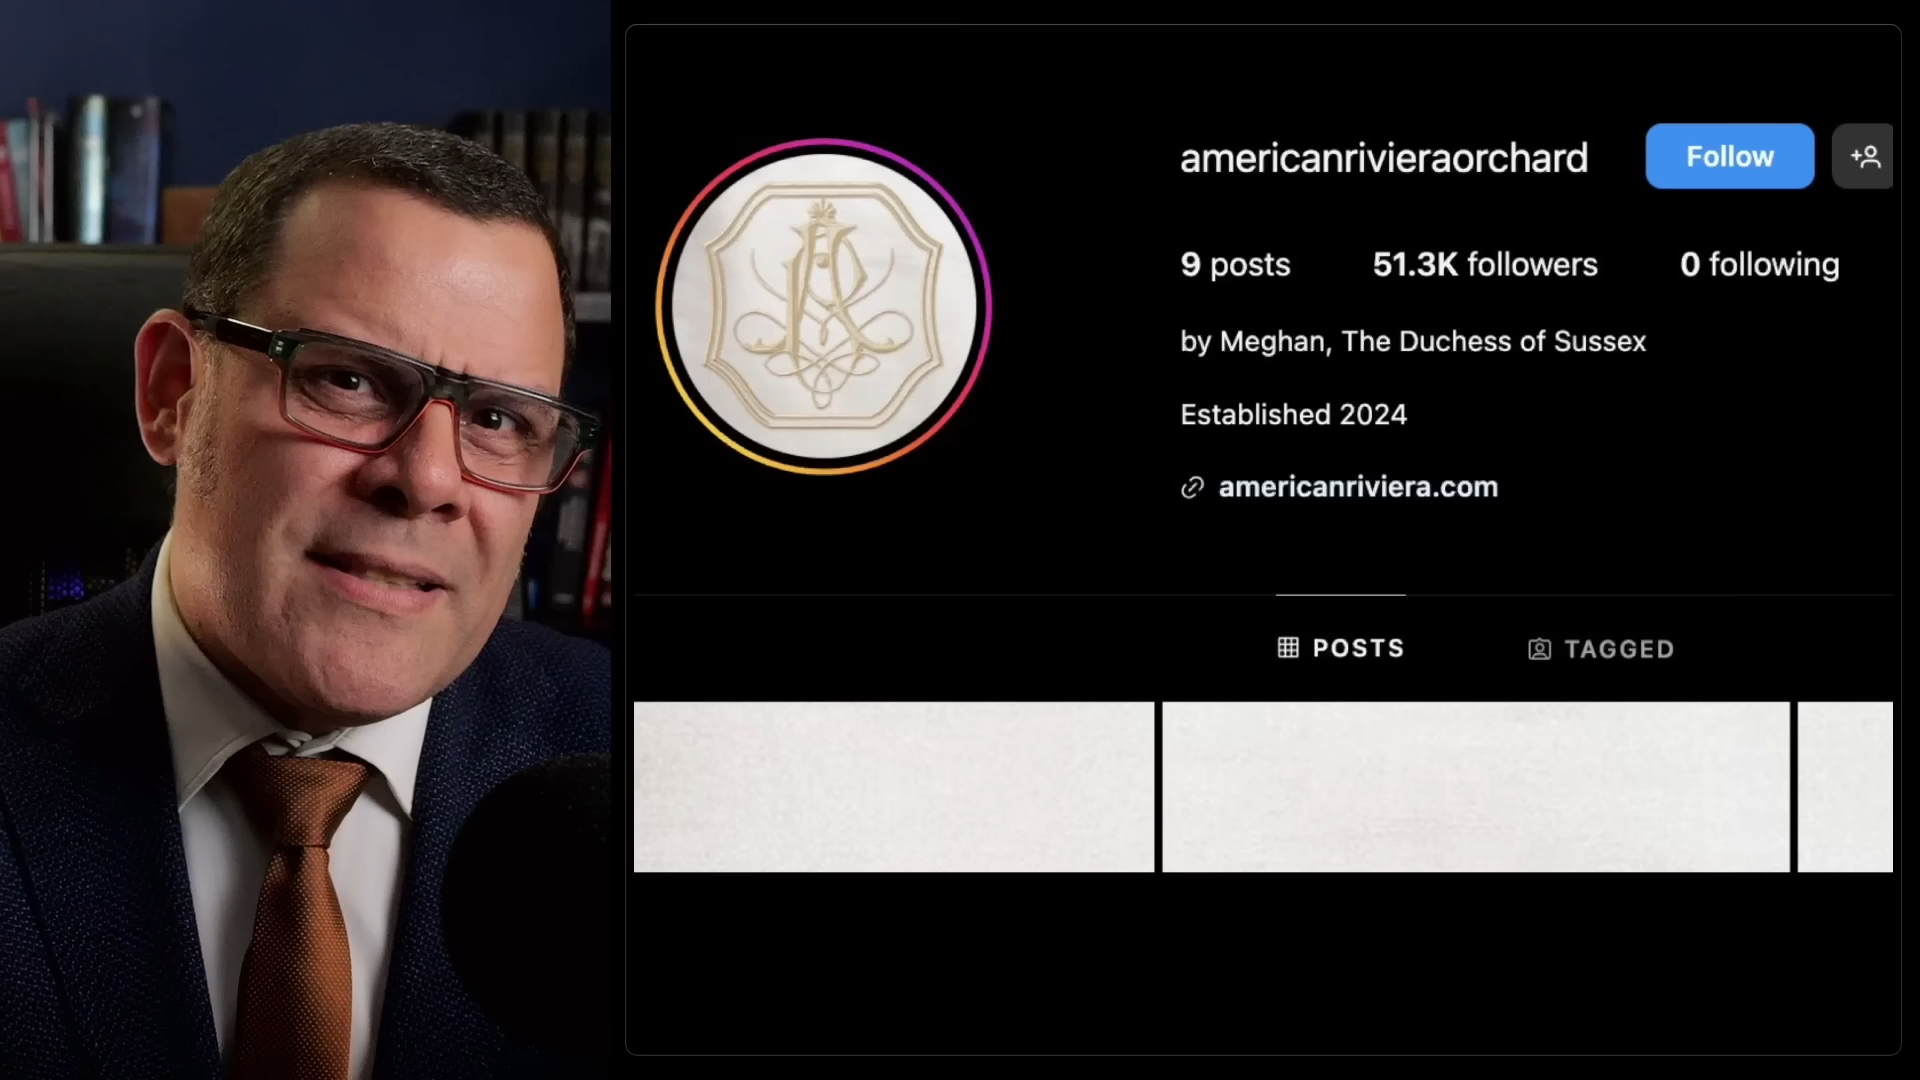 americanrivieraorchard
Follow
9 posts 51.3K followers 0 following
by Meghan, The Duchess of Sussex
Established 2024
americanriviera.com
POSTS TAGGED